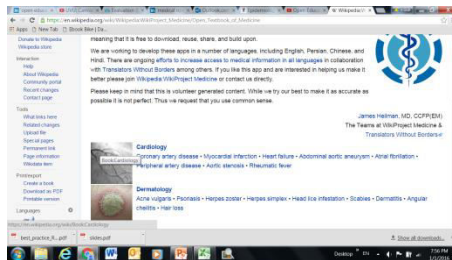 https://en.wikipedia.org/wiki/Wikipedia:WikiProject_Medicine/Open_Textbook_of_Medicine
Apps New Tab
Donate to Wikipedia
Wikipedia store
Interaction
Help
About Wikipedia
Community portal
Recent changes
Contact page
Tools
What links here
Related changes
Upload file
Special pages
Permanent link
Page information
Wikidata item
Print/export
Create a book
Download as PDF
Printable version
Languages
meaning that it is free to download, reuse, share, and build upon.
We are working to develop these apps in a number of languages, including English, Persian, Chinese, and
Hindi. There are ongoing efforts to increase access to medical information in all languages in collaboration
with Translators Without Borders among others. If you like this app and are interested in helping us make it
better please join Wikipedia WikiProject Medicine or contact us directly.
Please keep in mind that this is volunteer generated content. While we try our best to make it as accurate as
possible it is not perfect. Thus we request that you use common sense.
James Heilman, MD, CCFP(EM)
The Teams at WikiProject Medicine &
Translators Without Borders
Cardiology
Coronary artery disease • Myocardial infarction • Heart failure • Abdominal aortic aneurysm • Atrial fibrillation •
Peripheral artery disease • Aortic stenosis • Rheumatic fever
Book:Cardiology
Dermatology
Acne vulgaris • Psoriasis • Herpes zoster • Herpes simplex • Head lice infestation • Scabies • Dermatitis • Angular
cheilitis • Hair loss
Show all downloads...
Desktop EN
7:56 PM